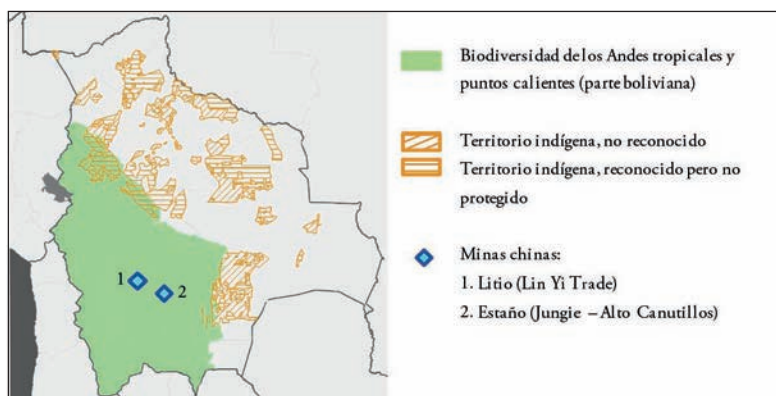 Biodiversidad de los Andes tropicales y
puntos calientes (parte boliviana)
Territorio indígena, no reconocido
Territorio indígena, reconocido pero no
protegido
Minas chinas:
1. Litio (Lin Yi Trade)
2. Estaño (Jungie – Alto Canutillos)
1
2